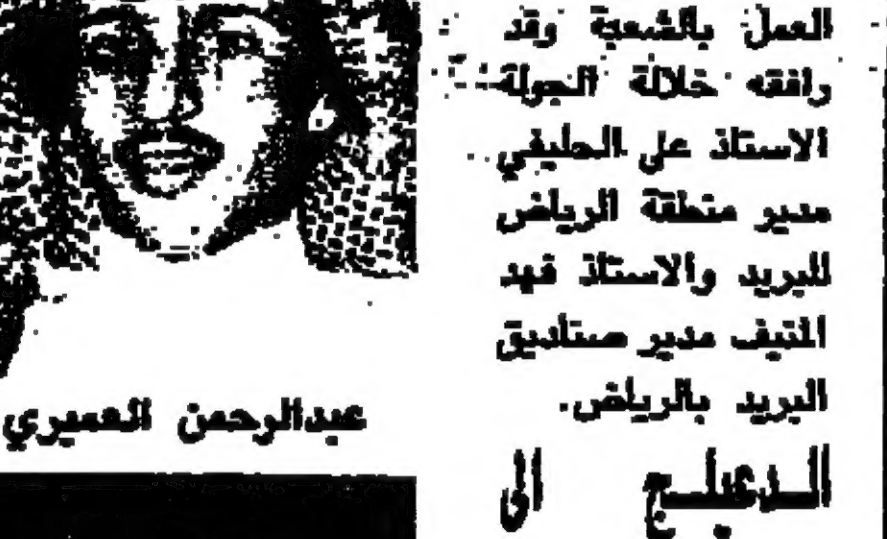 العمل بالشعبة وقد
رافقه خلالة الجولة
الاستاذ علي الحليفي
مدير منطقة الرياض
للبريد والاستاذ فهد
المنيف مدير صناديق
البريد بالرياض.
الدعيلج الى
عبدالرحمن العميري